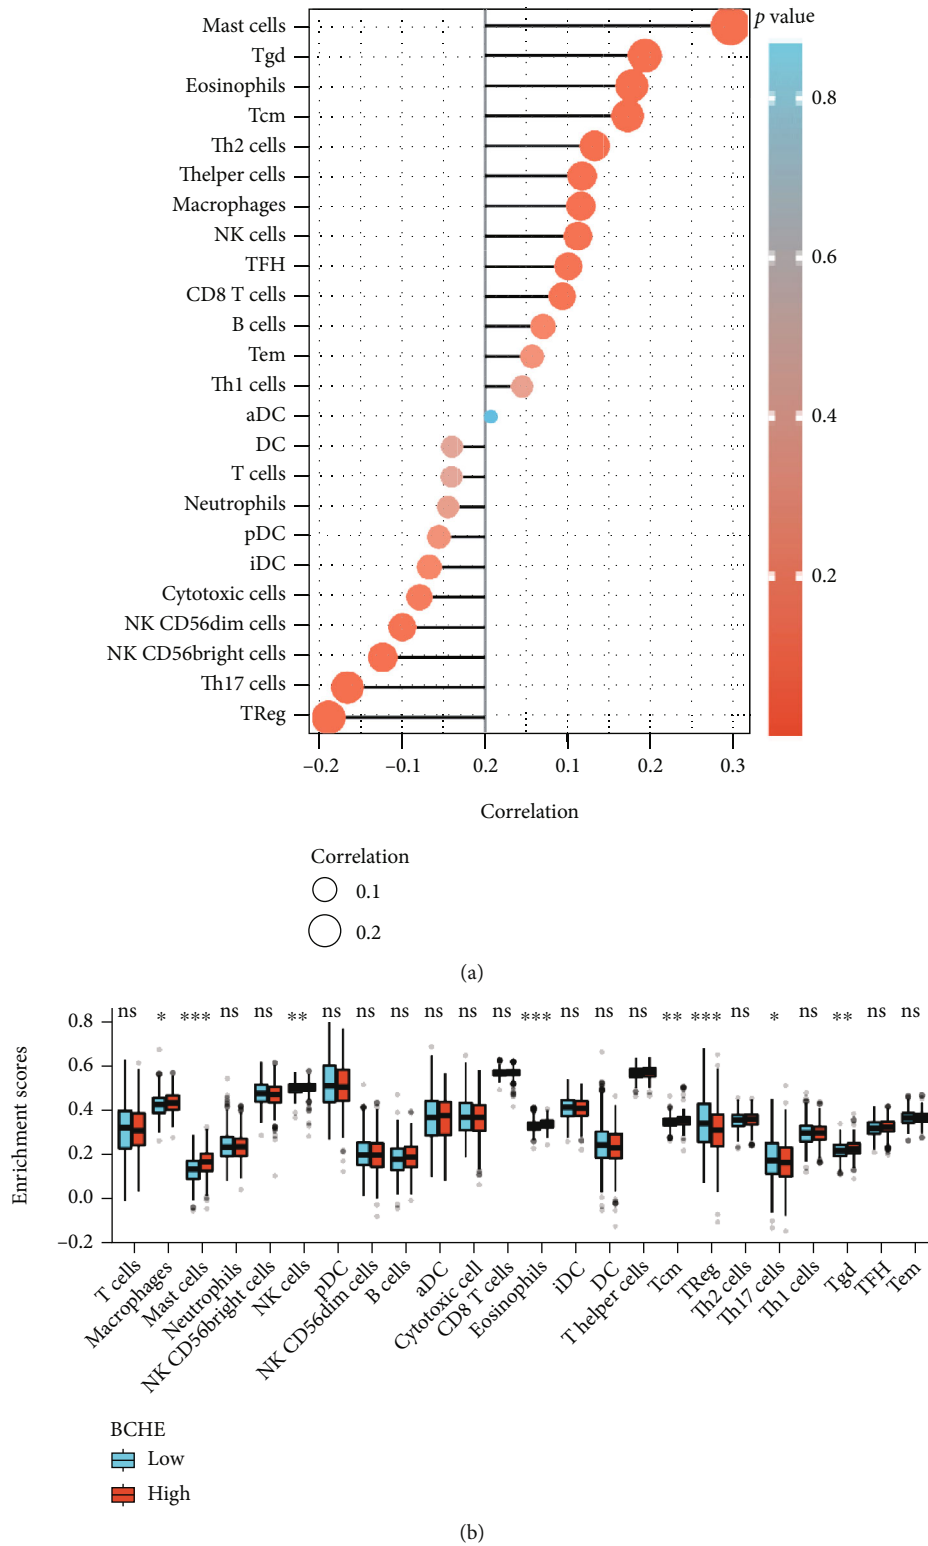 Mast cells
Tgd
Eosinophils
Tcm
Th2 cells
Thelper cells
Macrophages
NK cells
TFH
CD8 T cells
B cells
Tem
Th1 cells
aDC
DC
T cells
Neutrophils
pDC
iDC
Cytotoxic cells
NK CD56dim cells
NK CD56bright cells
Th17 cells
TReg
p value
0.8
0.6
0.4
0.2
–0.2 –0.1 0.2 0.1 0.2 0.3
Correlation
Correlation
0.1
0.2
(a)
ns * *** ns ns ** ns ns ns ns ns ns *** ns ns ns ** *** ns * ns ** ns ns
Enrichment scores
0.8
0.6
0.4
0.2
0.0
–0.2
T cells
Macrophages
Mast cells
Neutrophils
NK CD56bright cells
NK cells
pDC
NK CD56dim cells
B cells
aDC
Cytotoxic cell
CD8 T cells
Eosinophils
iDC
DC
T helper cells
Tcm
TReg
Th2 cells
Th17 cells
Th1 cells
Tgd
TFH
Tem
BCHE
Low
High
(b)